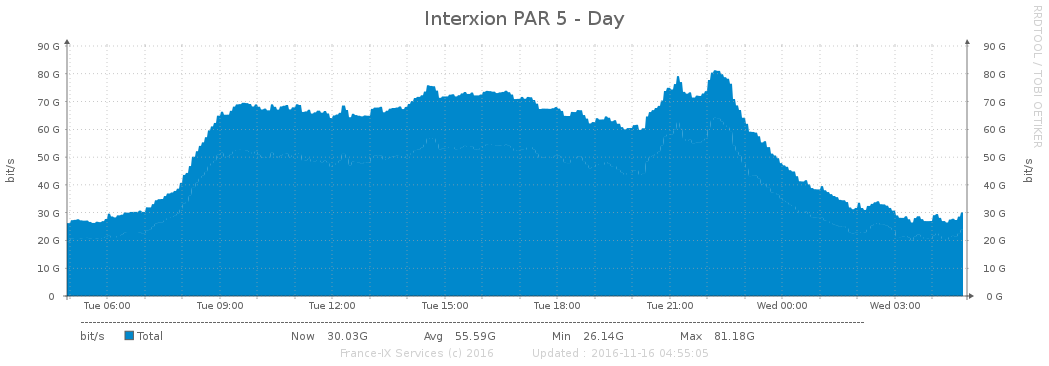 Interxion PAR 5 - Day
RRDTOOL / TOBI OETIKER
90 G 90 G
80 G 80 G
70 G 70 G
60 G 60 G
50 G 50 G
40 G 40 G
30 G 30 G
20 G 20 G
10 G 10 G
0 0 G
bit/s
bit/s
Tue 06:00 Tue 09:00 Tue 12:00 Tue 15:00 Tue 18:00 Tue 21:00 Wed 00:00 Wed 03:00
bit/s Total Now 30.03G Avg 55.59G Min 26.14G Max 81.18G
France-IX Services (c) 2016 Updated : 2016-11-16 04:55:05